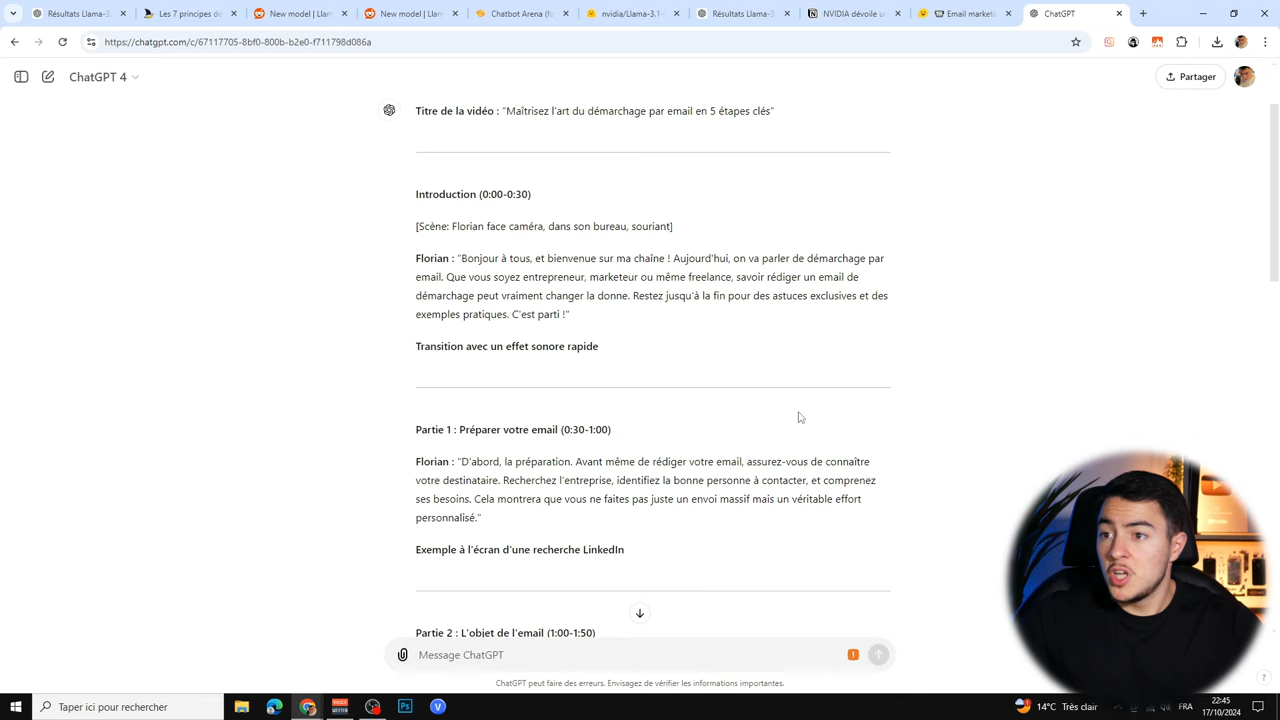 Résultats Llama-3
Les 7 principes de
New model | Llam
New model | Llam
Chatbot Arena (fo
nvidia/Llama-3.1-
Résultats Llama-3
NVIDIA dévoile un
Email market
ChatGPT
https://chatgpt.com/c/67117705-8bf0-800b-b2e0-f711798d086a
ChatGPT 4
Partager
Titre de la vidéo : "Maîtrisez l'art du démarchage par email en 5 étapes clés"
Introduction (0:00-0:30)
[Scène: Florian face caméra, dans son bureau, souriant]
Florian : "Bonjour à tous, et bienvenue sur ma chaîne ! Aujourd'hui, on va parler de démarchage par
email. Que vous soyez entrepreneur, marketeur ou même freelance, savoir rédiger un email de
démarchage peut vraiment changer la donne. Restez jusqu'à la fin pour des astuces exclusives et des
exemples pratiques. C'est parti !"
Transition avec un effet sonore rapide
Partie 1 : Préparer votre email (0:30-1:00)
Florian : "D'abord, la préparation. Avant même de rédiger votre email, assurez-vous de connaître
votre destinataire. Recherchez l'entreprise, identifiez la bonne personne à contacter, et comprenez
ses besoins. Cela montrera que vous ne faites pas juste un envoi massif mais un véritable effort
personnalisé."
Exemple à l'écran d'une recherche LinkedIn
Partie 2 : L'objet de l'email (1:00-1:50)
Message ChatGPT
ChatGPT peut faire des erreurs. Envisagez de vérifier les informations importantes.
Taper ici pour rechercher
14°C Très clair
FRA
22:45
17/10/2024